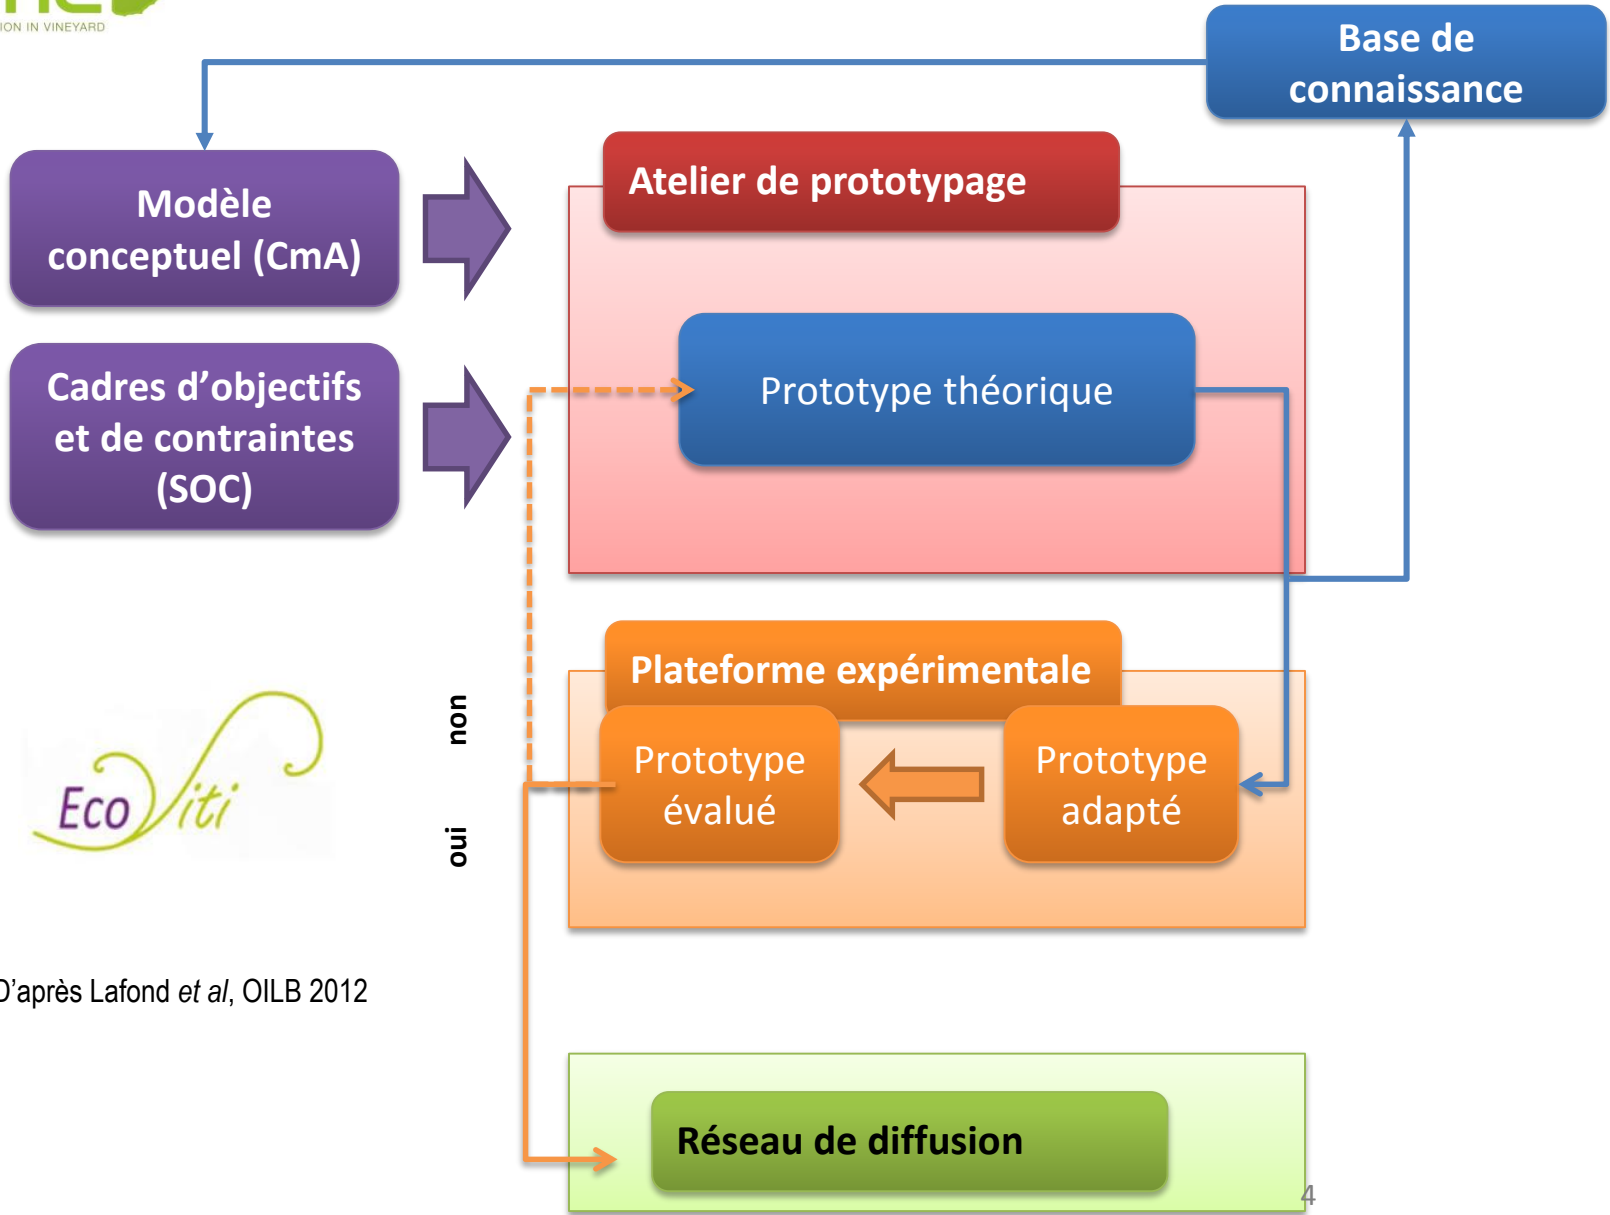 ION IN VINEYARD
Base de
connaissance
Modèle
conceptuel (CmA)
Atelier de prototypage
Cadres d'objectifs
et de contraintes
(SOC)
Prototype théorique
Plateforme expérimentale
non
oui
Prototype
évalué
Prototype
adapté
EcoViti
D'après Lafond et al, OILB 2012
Réseau de diffusion
4